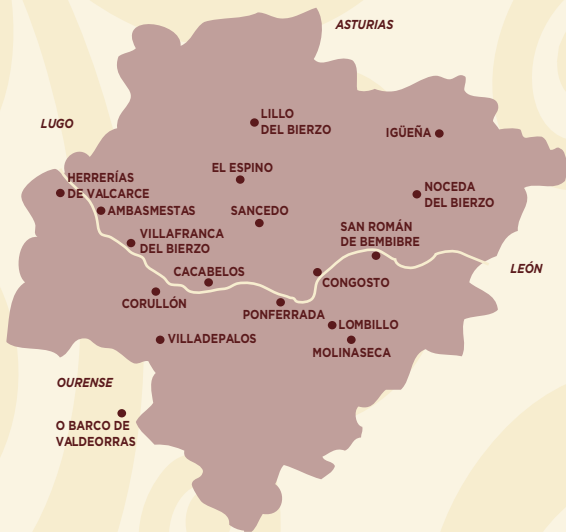 ASTURIAS
LUGO
LILLO
DEL BIERZO
IGÜEÑA
EL ESPINO
HERRERÍAS
DE VALCARCE
NOCEDA
DEL BIERZO
AMBASMESTAS
SANCEDO
SAN ROMÁN
DE BEMBIBRE
VILLAFRANCA
DEL BIERZO
LEÓN
CACABELOS
CONGOSTO
CORULLÓN
PONFERRADA
LOMBILLO
VILLADEPALOS
MOLINASECA
OURENSE
O BARCO DE
VALDEORRAS